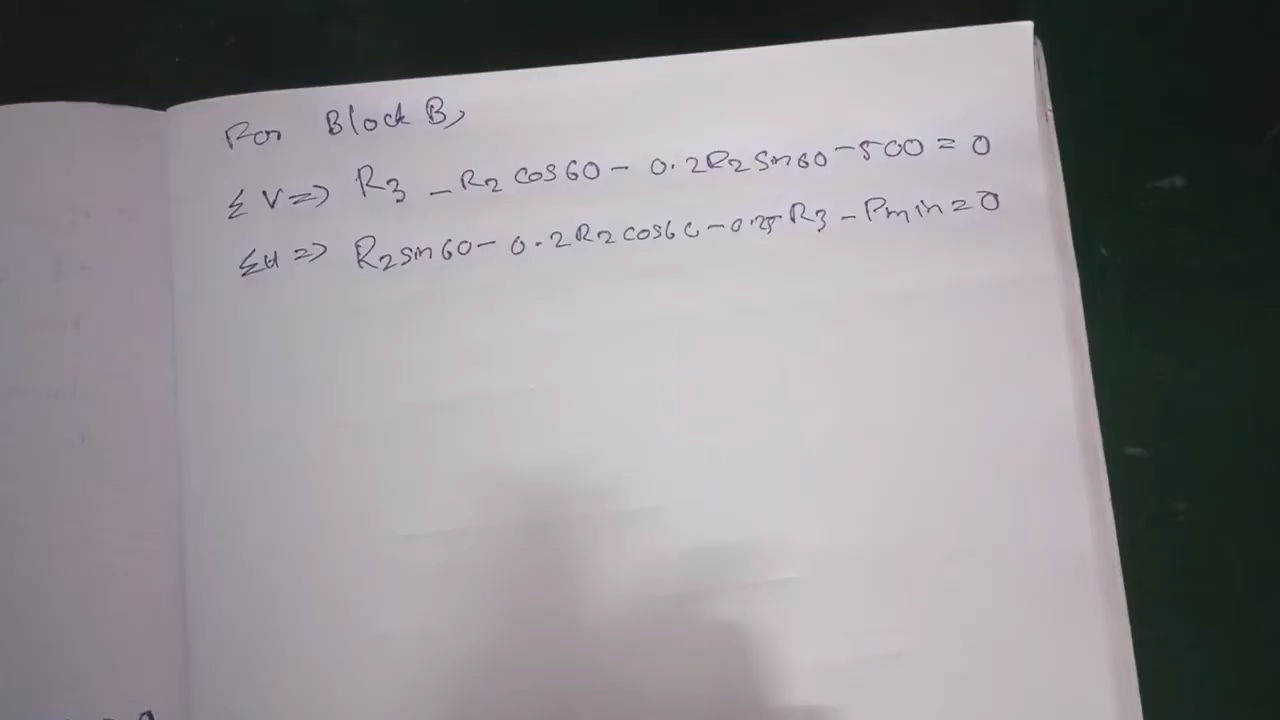 For Block B,
Σ V => R3 - R2 cos60 - 0.2R2 sin60 - 500 = 0
ΣH => R2 sin60 - 0.2R2 cos60 - 0.25R3 - Pmin = 0